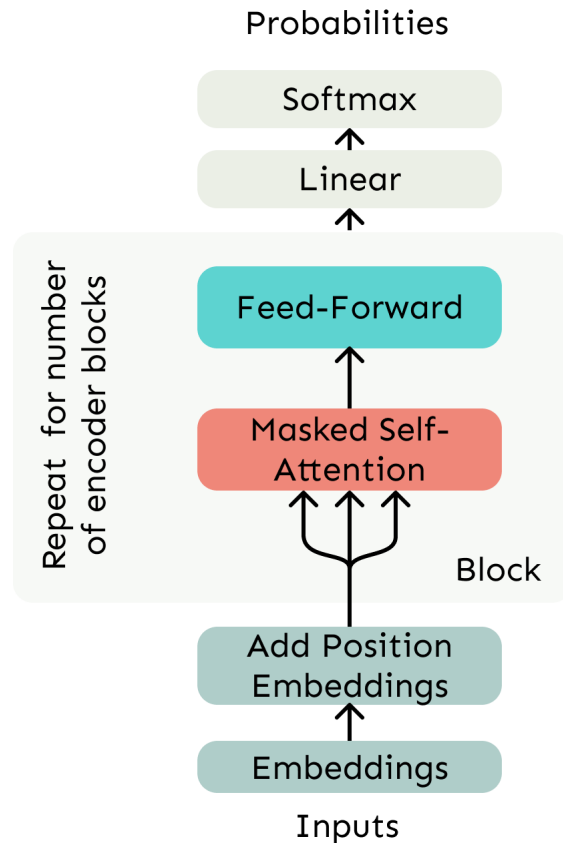 Probabilities
Softmax
Linear
Repeat for number
of encoder blocks
Feed-Forward
Masked Self-
Attention
Block
Add Position
Embeddings
Embeddings
Inputs